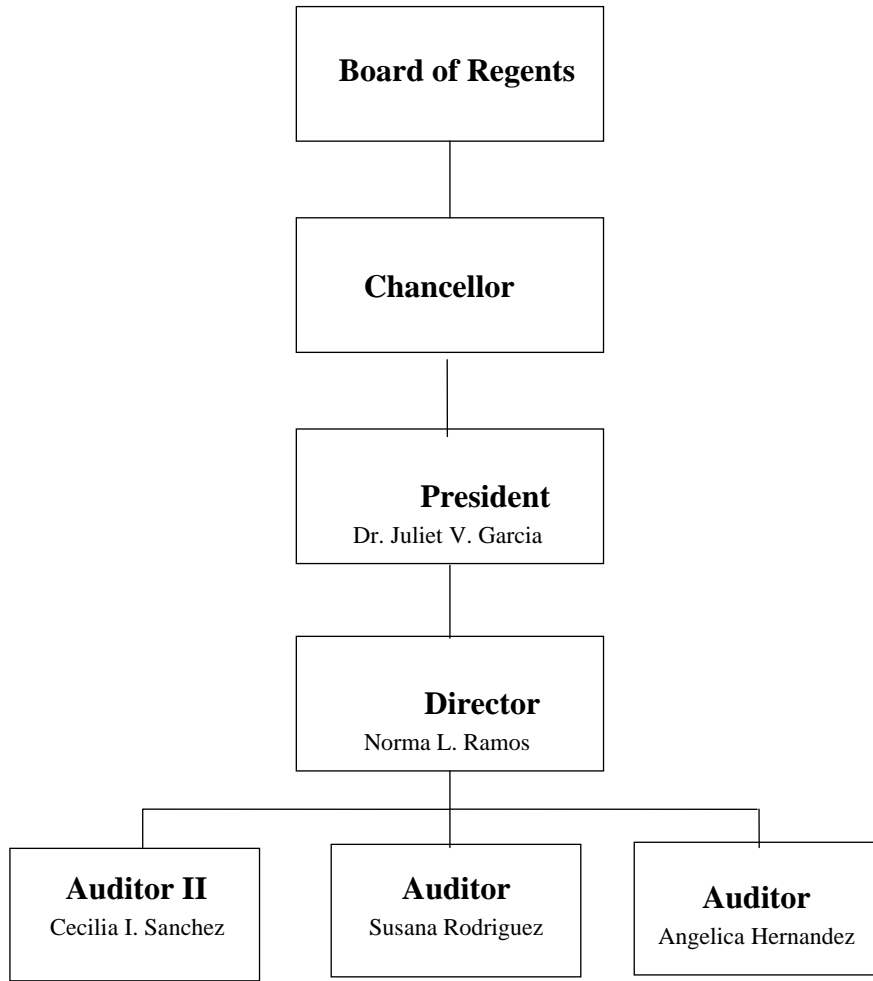 Board of Regents
Chancellor
President
Dr. Juliet V. Garcia
Director
Norma L. Ramos
Auditor II
Cecilia I. Sanchez
Auditor
Susana Rodriguez
Auditor
Angelica Hernandez